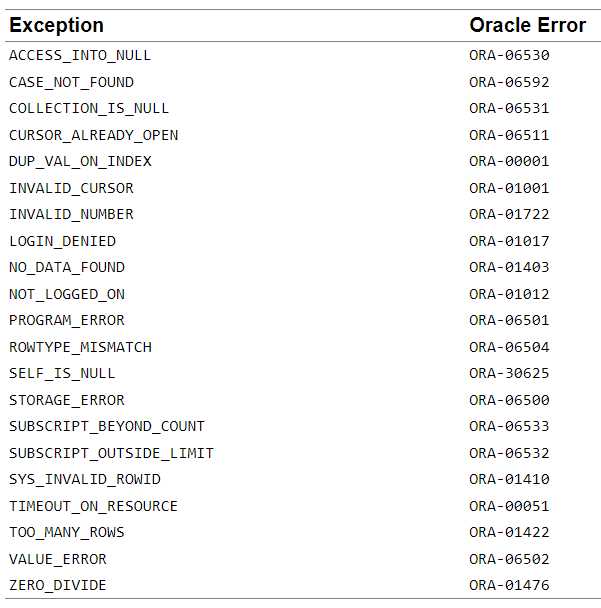 Exception Oracle Error
ACCESS_INTO_NULL ORA-06530
CASE_NOT_FOUND ORA-06592
COLLECTION_IS_NULL ORA-06531
CURSOR_ALREADY_OPEN ORA-06511
DUP_VAL_ON_INDEX ORA-00001
INVALID_CURSOR ORA-01001
INVALID_NUMBER ORA-01722
LOGIN_DENIED ORA-01017
NO_DATA_FOUND ORA-01403
NOT_LOGGED_ON ORA-01012
PROGRAM_ERROR ORA-06501
ROWTYPE_MISMATCH ORA-06504
SELF_IS_NULL ORA-30625
STORAGE_ERROR ORA-06500
SUBSCRIPT_BEYOND_COUNT ORA-06533
SUBSCRIPT_OUTSIDE_LIMIT ORA-06532
SYS_INVALID_ROWID ORA-01410
TIMEOUT_ON_RESOURCE ORA-00051
TOO_MANY_ROWS ORA-01422
VALUE_ERROR ORA-06502
ZERO_DIVIDE ORA-01476